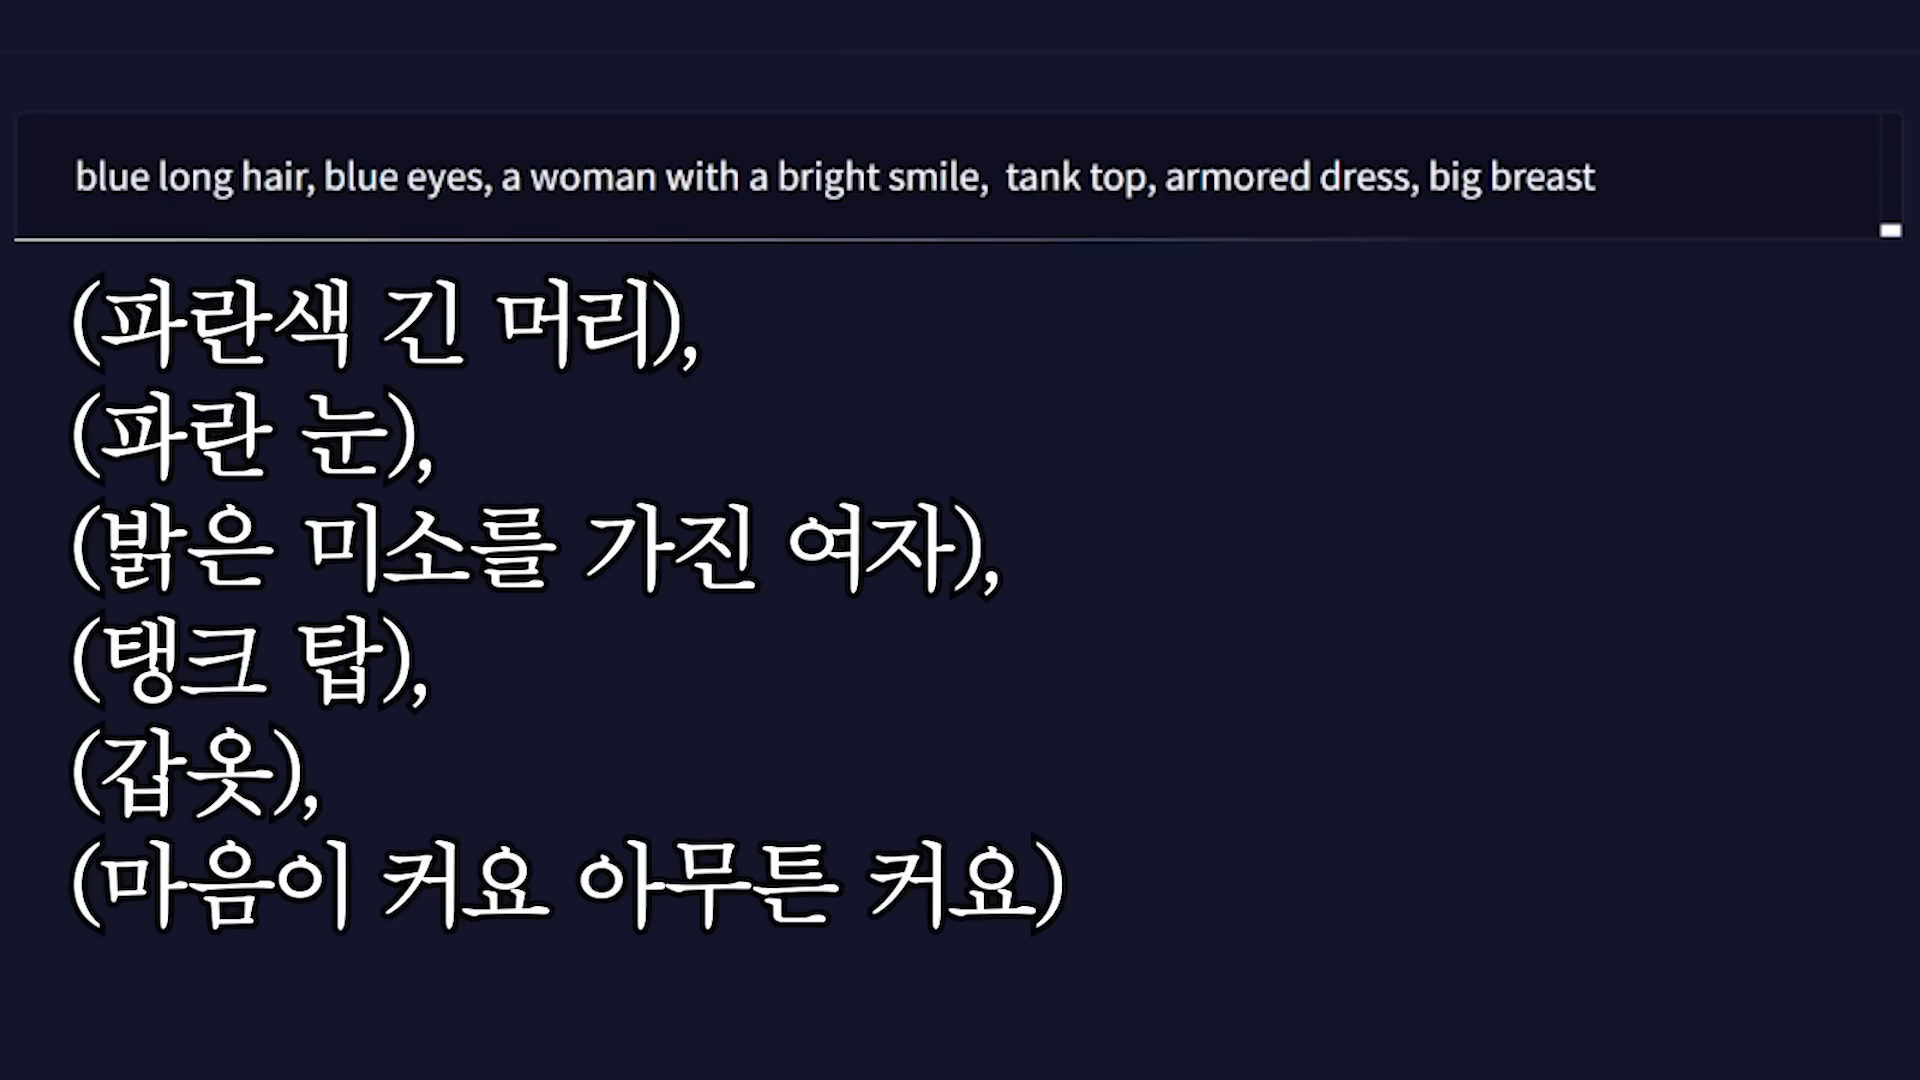 blue long hair, blue eyes, a woman with a bright smile,  tank top, armored dress, big breast
(파란색 긴 머리),
(파란 눈),
(밝은 미소를 가진 여자),
(탱크 탑),
(갑옷),
(마음이 커요 아무튼 커요)